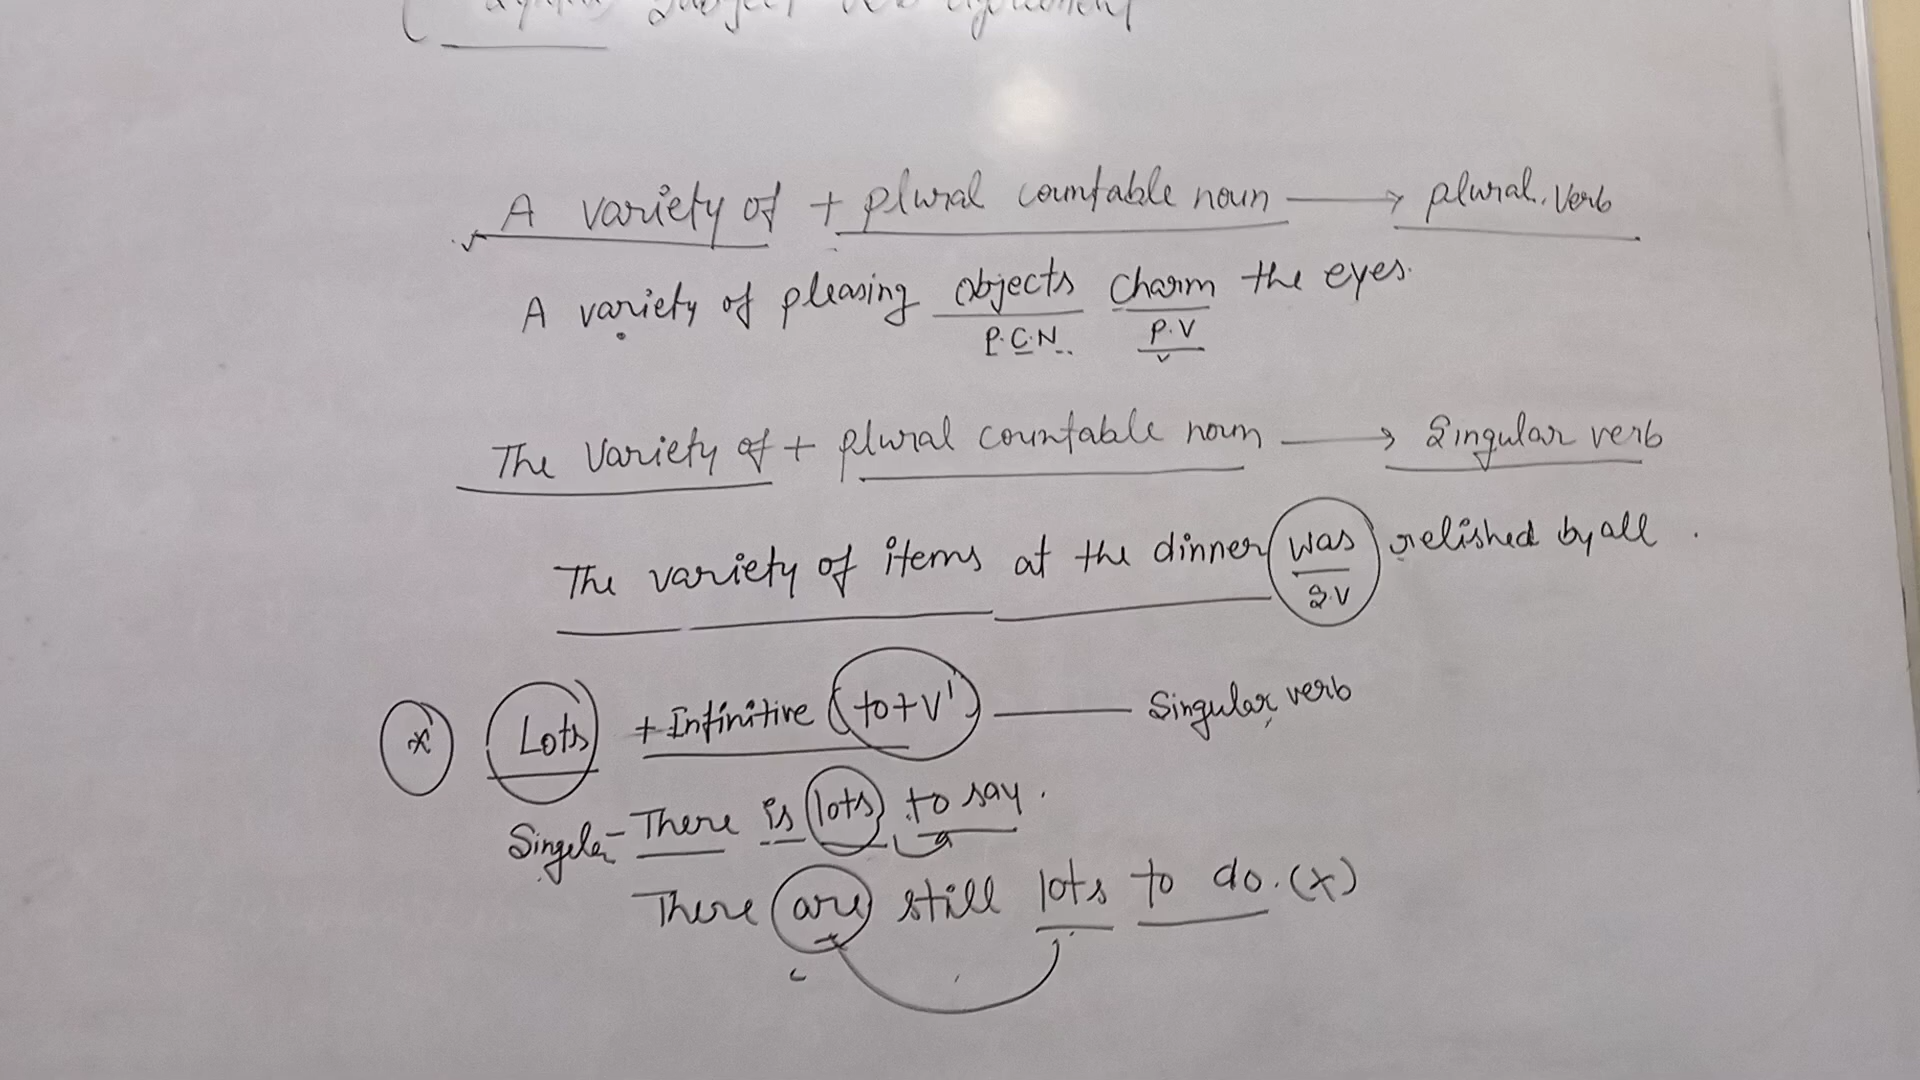 Subject
A variety of + plural countable noun → plural verb
A variety of pleasing objects charm the eyes.
P.C.N. P.V
The variety of + plural countable noun → Singular verb
The variety of items at the dinner was relished by all.
S.V
* Lots + Infinitive (to+V') — Singular verb
Singular - There is lots to say.
There are still lots to do. (x)